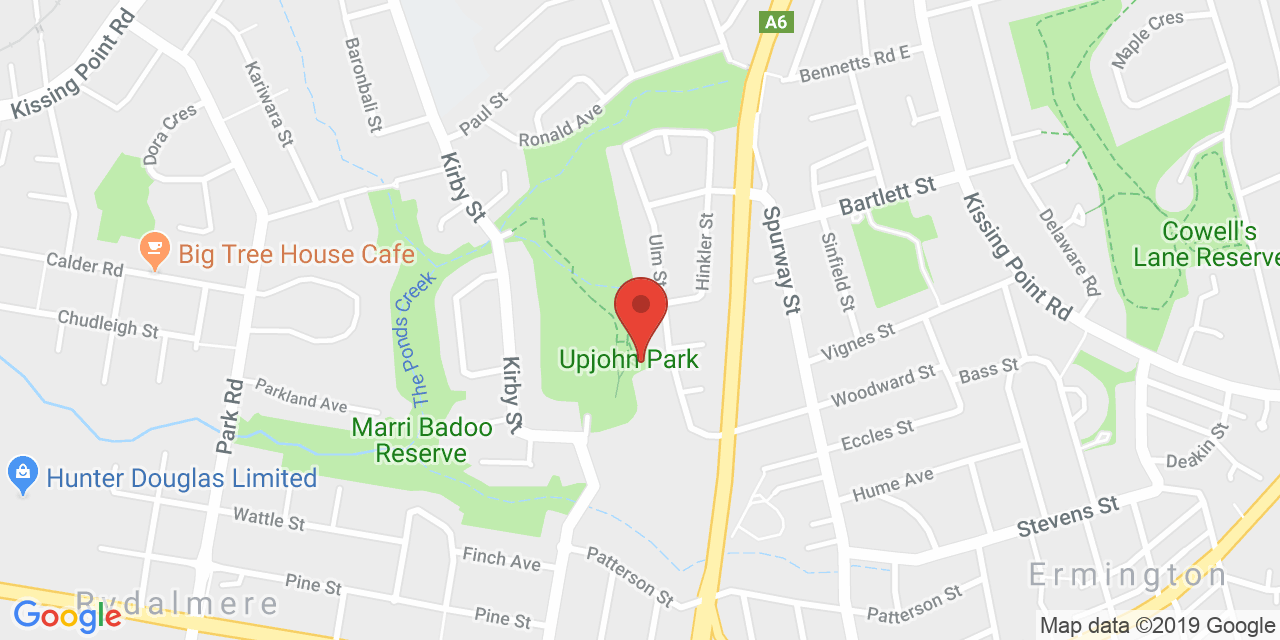 A6
Kissing Point Rd
Maple Cres
Bennetts Rd E
Baronbali St
Kariwara St
Paul St
Ronald Ave
Dora Cres
Kirby St
Bartlett St
Spurway St
Kissing Point Rd
Delaware Rd
Cowell's
Lane Reserve
Sinfield St
Ulm St
Hinkler St
Big Tree House Cafe
Calder Rd
The Ponds Creek
Chudleigh St
Vignes St
Upjohn Park
Woodward St
Bass St
Kirby St
Parkland Ave
Park Rd
Marri Badoo
Reserve
Eccles St
Deakin St
Hunter Douglas Limited
Hume Ave
Stevens St
Wattle St
Finch Ave
Patterson St
Ermington
Pine St
Rydalmere
Pine St
Patterson St
Google
Map data ©2019 Google